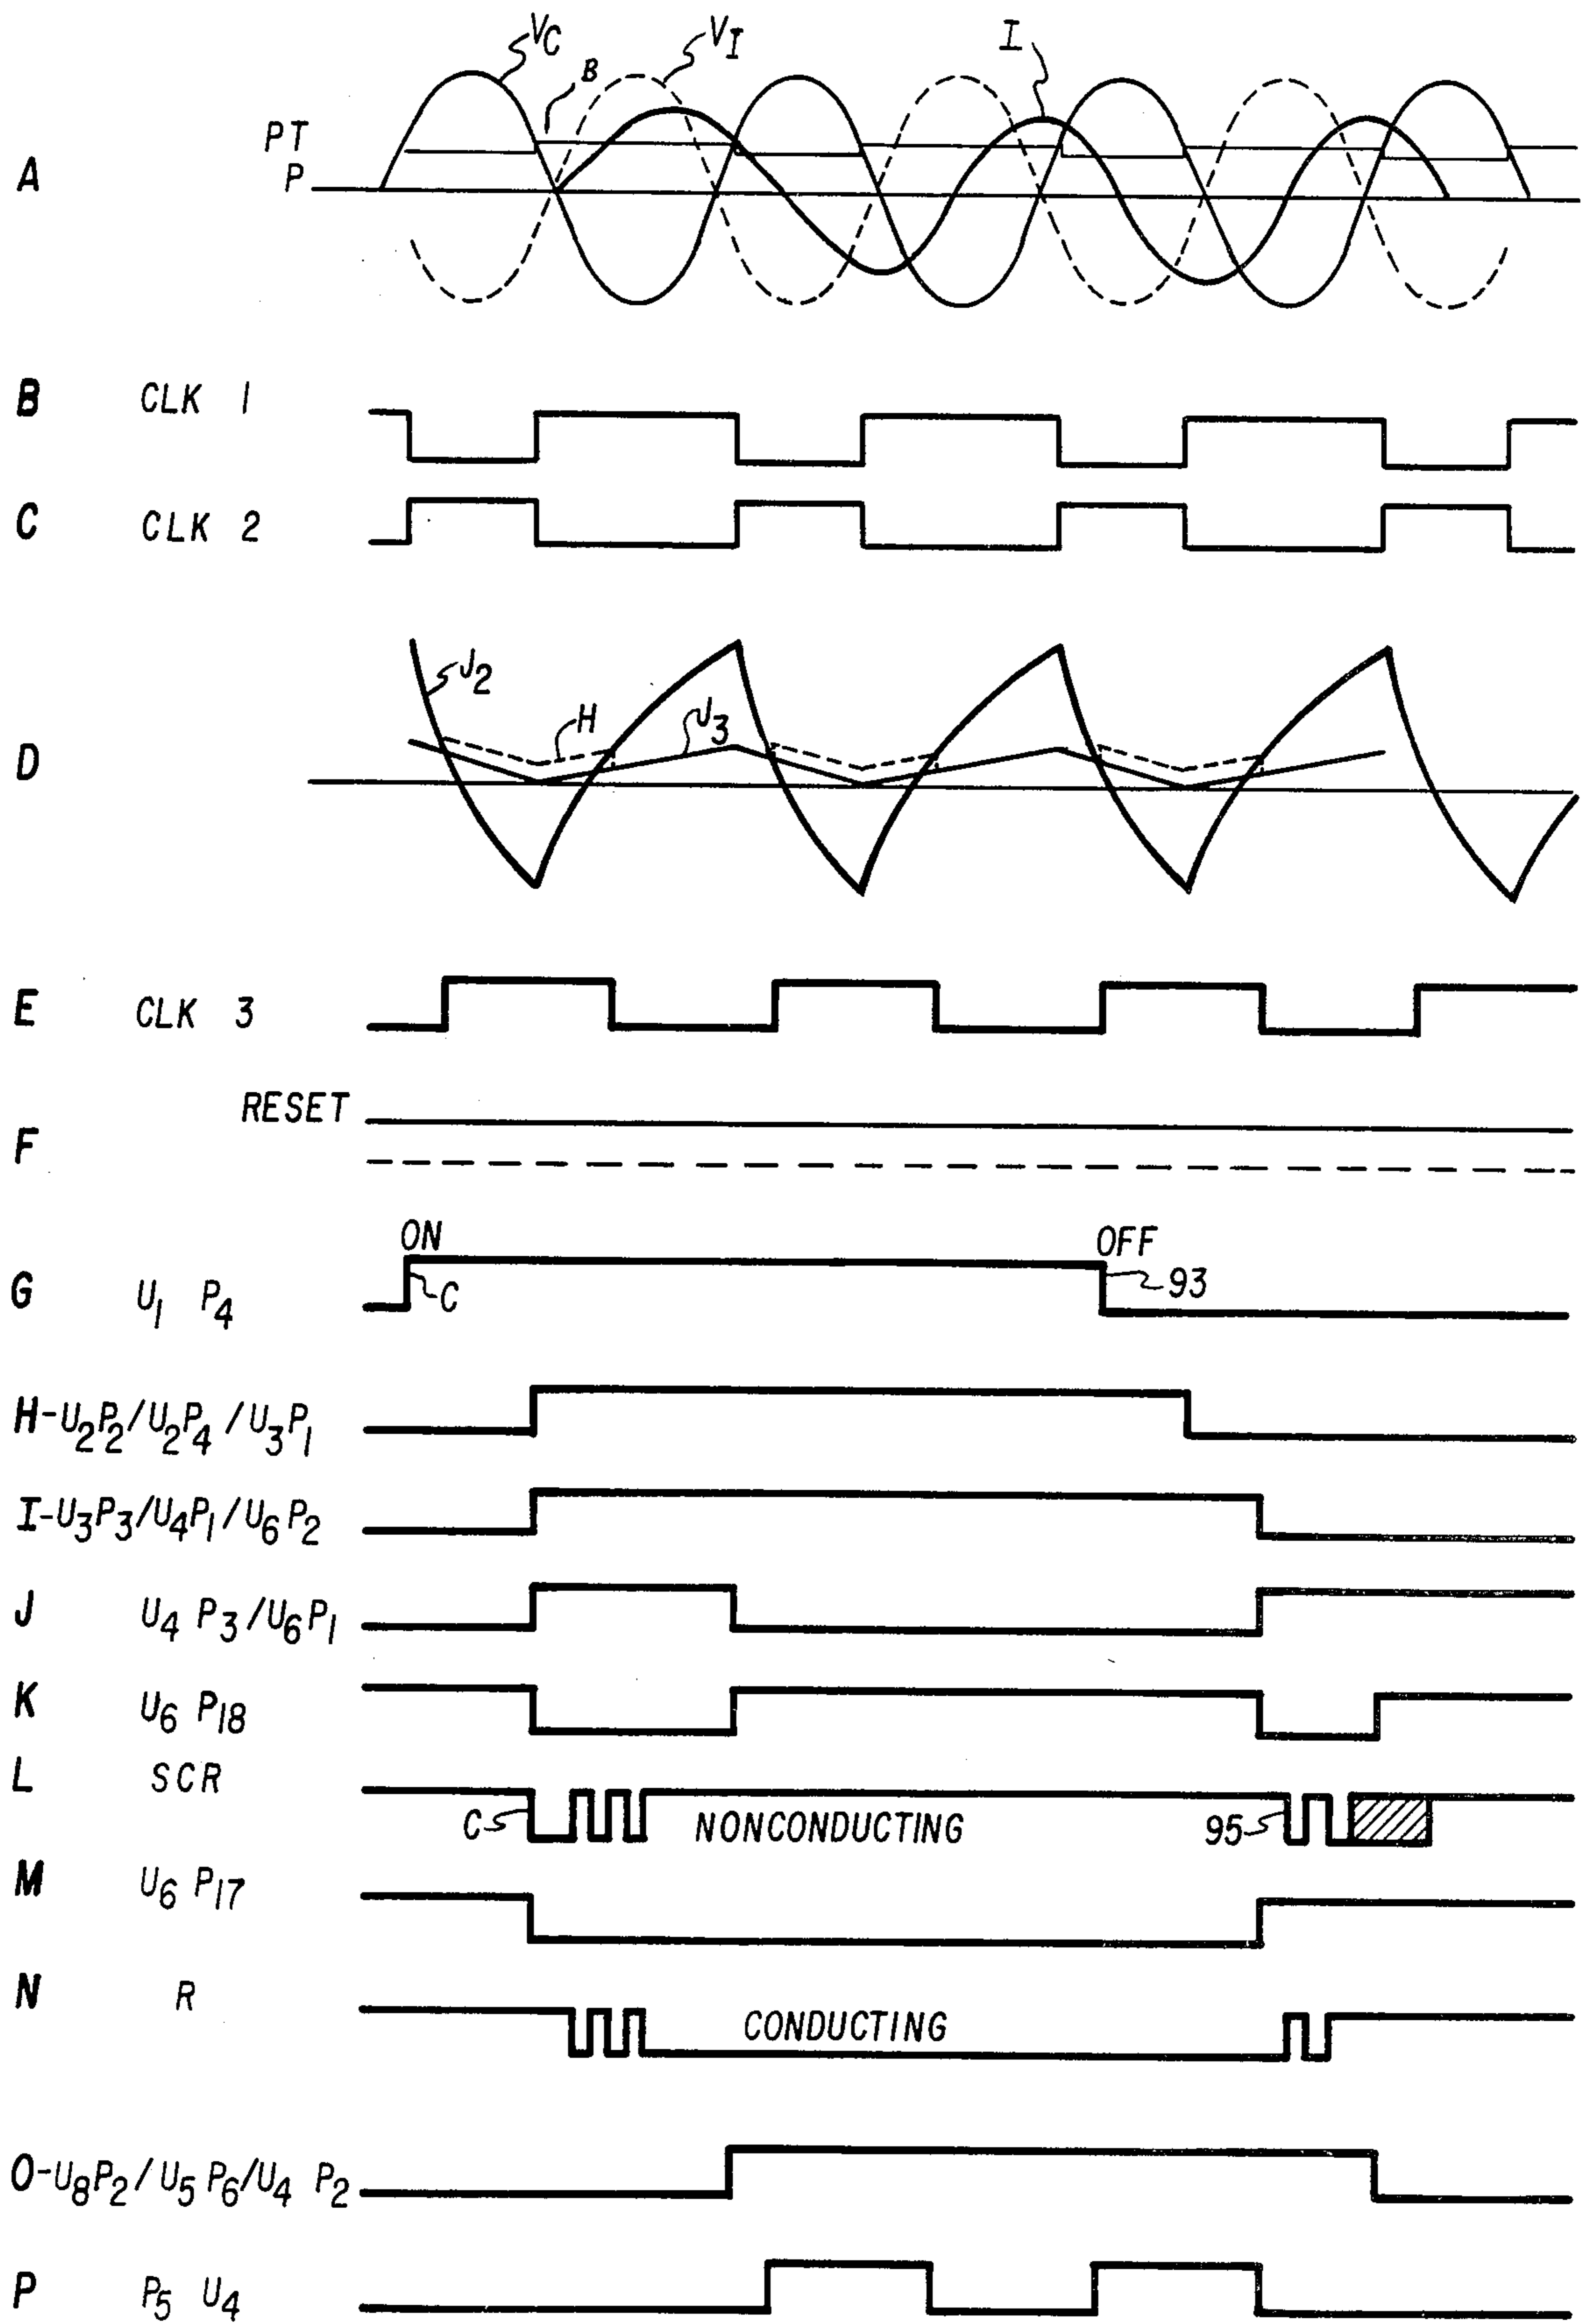 VC
VI
I
B
PT
A P
B CLK 1
C CLK 2
J2
H
J3
D
E CLK 3
RESET
F
ON
OFF
G U1 P4
C
93
H-U2P2/U2P4/U3P1
I-U3P3/U4P1/U6P2
J U4 P3/U6P1
K U6 P18
L SCR
C
NONCONDUCTING
95
M U6 P17
N R
CONDUCTING
O-U8P2/U5P6/U4 P2
P P5 U4